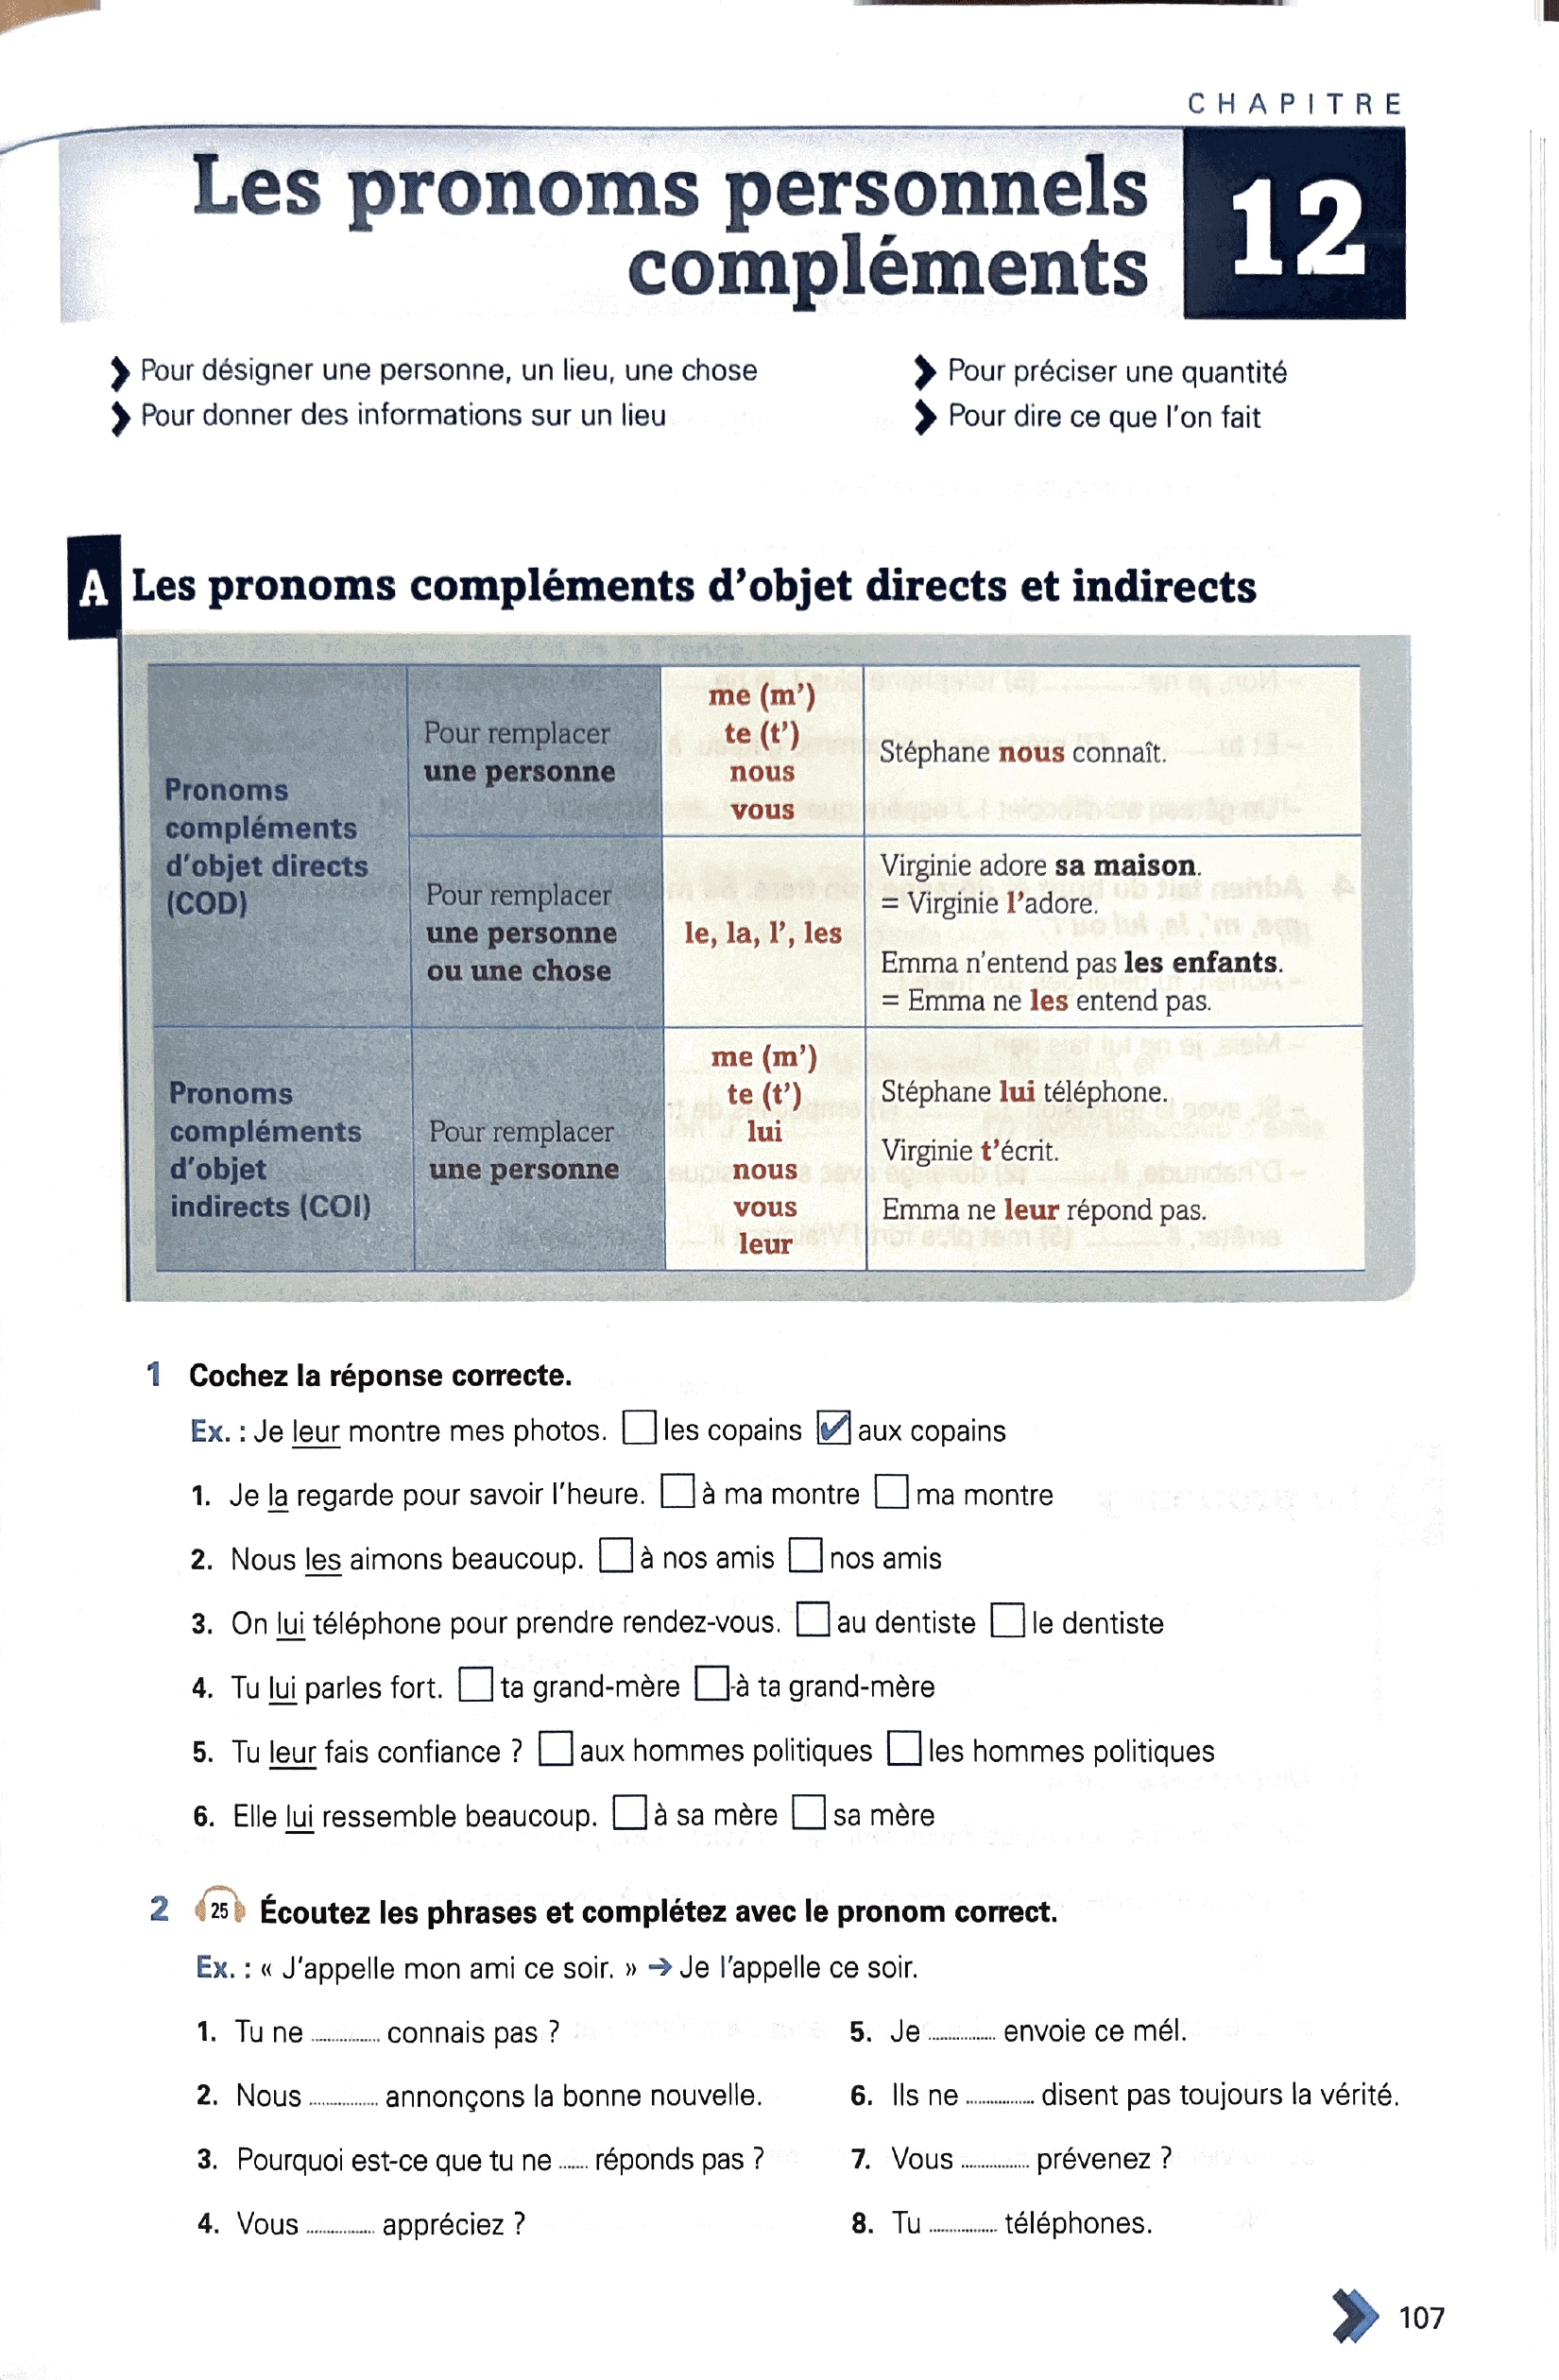 CHAPITRE
Les pronoms personnels
compléments
12
Pour désigner une personne, un lieu, une chose
Pour donner des informations sur un lieu
Pour préciser une quantité
Pour dire ce que l'on fait
A Les pronoms compléments d'objet directs et indirects
Pronoms
compléments
d'objet directs
(COD)
Pour remplacer
une personne
me (m')
te (t')
nous
vous
Stéphane nous connaît.
Pour remplacer
une personne
ou une chose
le, la, l', les
Virginie adore sa maison.
= Virginie l'adore.
Emma n'entend pas les enfants.
= Emma ne les entend pas.
Pronoms
compléments
d'objet
indirects (COI)
Pour remplacer
une personne
me (m')
te (t')
lui
nous
vous
leur
Stéphane lui téléphone.
Virginie t'écrit.
Emma ne leur répond pas.
1 Cochez la réponse correcte.
Ex. : Je leur montre mes photos. ☐ les copains ☑ aux copains
1. Je la regarde pour savoir l'heure. ☐ à ma montre ☐ ma montre
2. Nous les aimons beaucoup. ☐ à nos amis ☐ nos amis
3. On lui téléphone pour prendre rendez-vous. ☐ au dentiste ☐ le dentiste
4. Tu lui parles fort. ☐ ta grand-mère ☐ à ta grand-mère
5. Tu leur fais confiance ? ☐ aux hommes politiques ☐ les hommes politiques
6. Elle lui ressemble beaucoup. ☐ à sa mère ☐ sa mère
2 25 Écoutez les phrases et complétez avec le pronom correct.
Ex. : « J'appelle mon ami ce soir. » → Je l'appelle ce soir.
1. Tu ne ............ connais pas ?
2. Nous ............ annonçons la bonne nouvelle.
3. Pourquoi est-ce que tu ne ...... réponds pas ?
4. Vous ............ appréciez ?
5. Je ............ envoie ce mél.
6. Ils ne ............ disent pas toujours la vérité.
7. Vous ............ prévenez ?
8. Tu ............ téléphones.
107